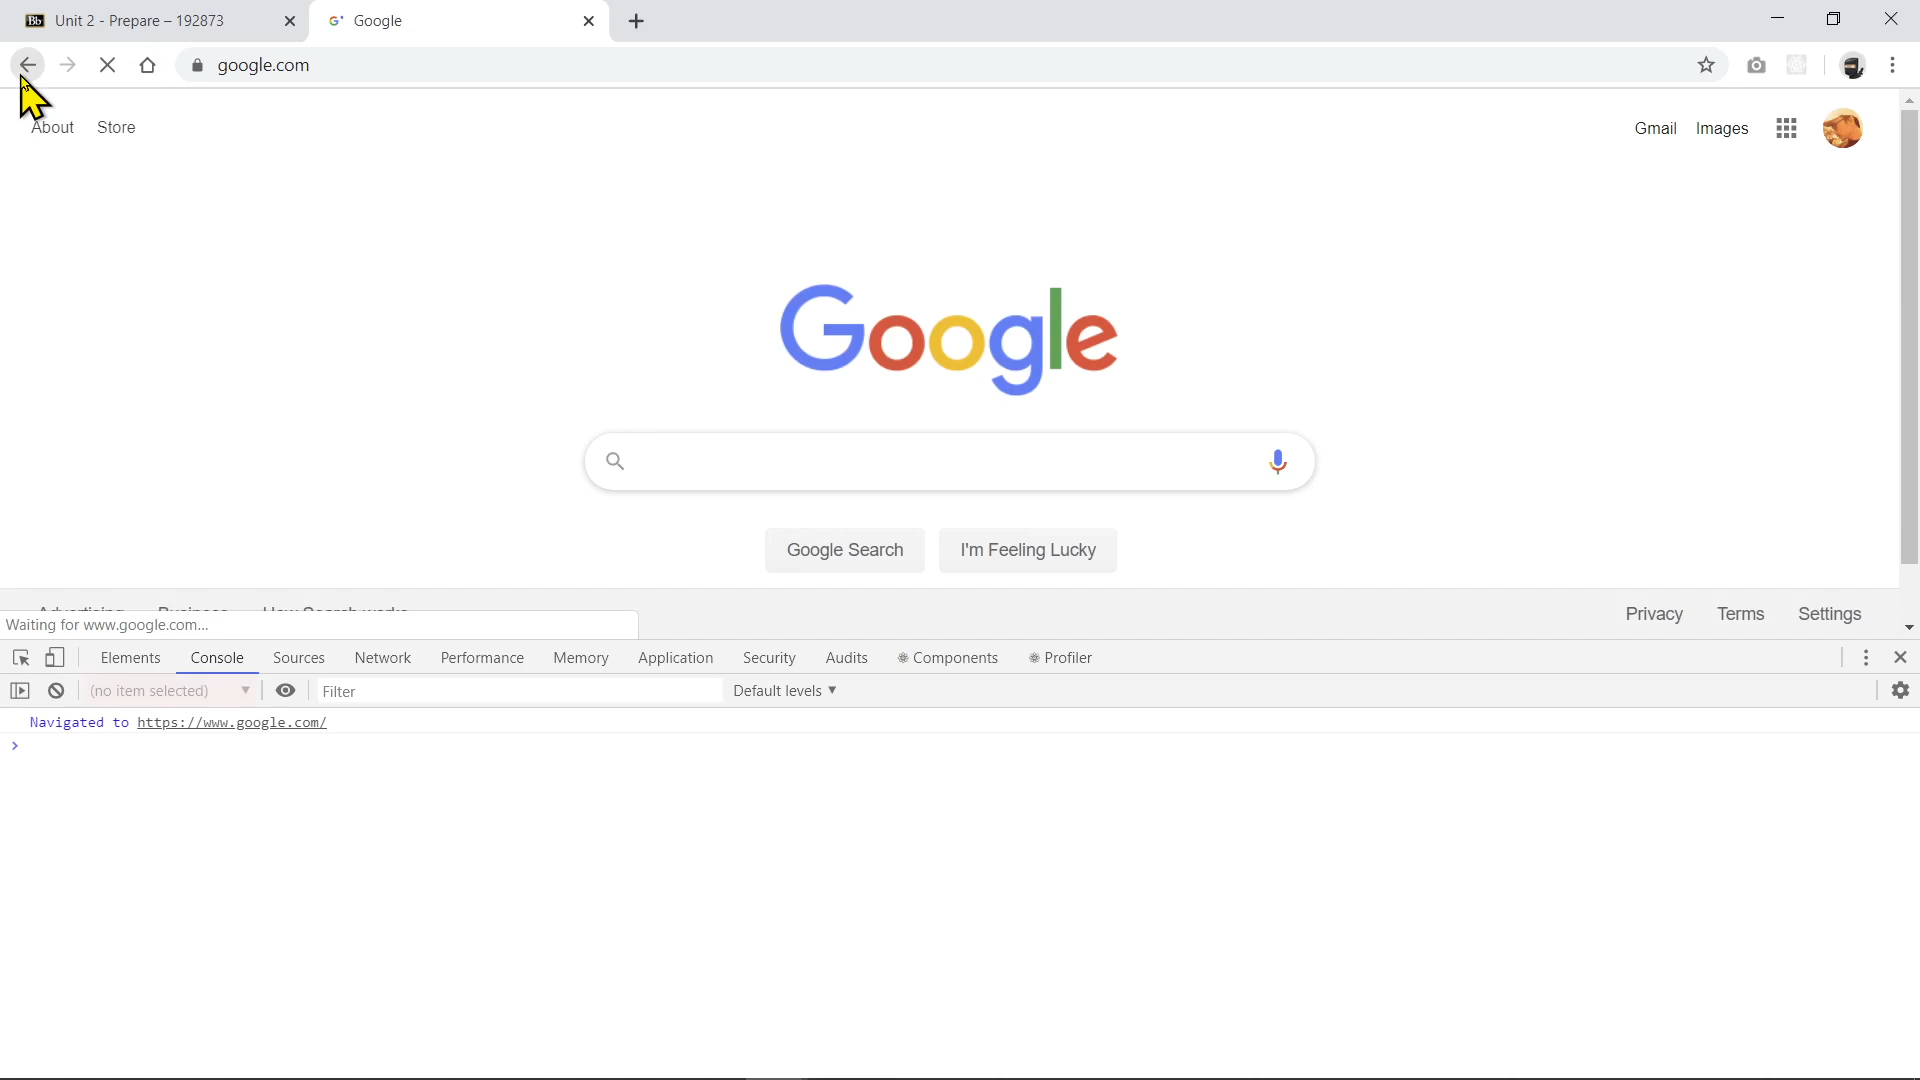 Unit 2 - Prepare – 192873
Google
google.com
About Store
Gmail Images
Google
Google Search I'm Feeling Lucky
Advertising Business How Search works
Privacy Terms Settings
Waiting for www.google.com...
Elements Console Sources Network Performance Memory Application Security Audits Components Profiler
(no item selected) Filter Default levels
Navigated to https://www.google.com/